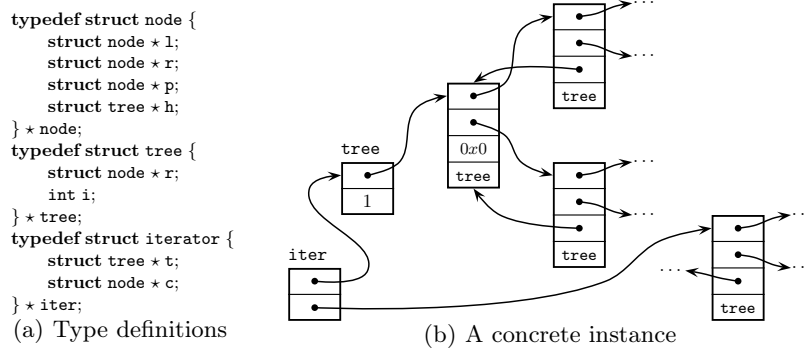 typedef struct node {
struct node ⋆ l;
struct node ⋆ r;
struct node ⋆ p;
struct tree ⋆ h;
} ⋆ node;
typedef struct tree {
struct node ⋆ r;
int i;
} ⋆ tree;
typedef struct iterator {
struct tree ⋆ t;
struct node ⋆ c;
} ⋆ iter;
(a) Type definitions
...
...
tree
tree
1
0x0
tree
...
...
tree
iter
...
...
...
tree
(b) A concrete instance